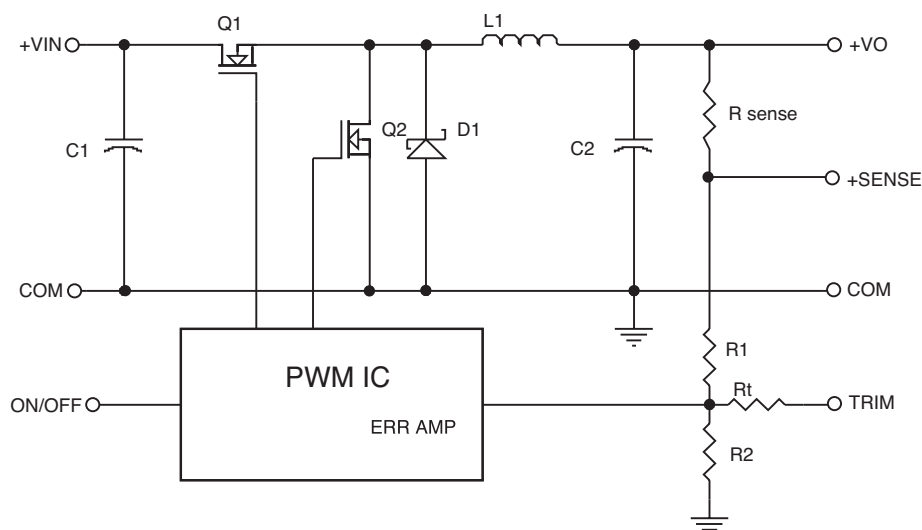 Q1
L1
+VIN
+VO
R sense
Q2
D1
C1
C2
+SENSE
COM
COM
R1
PWM IC
Rt
ON/OFF
TRIM
ERR AMP
R2